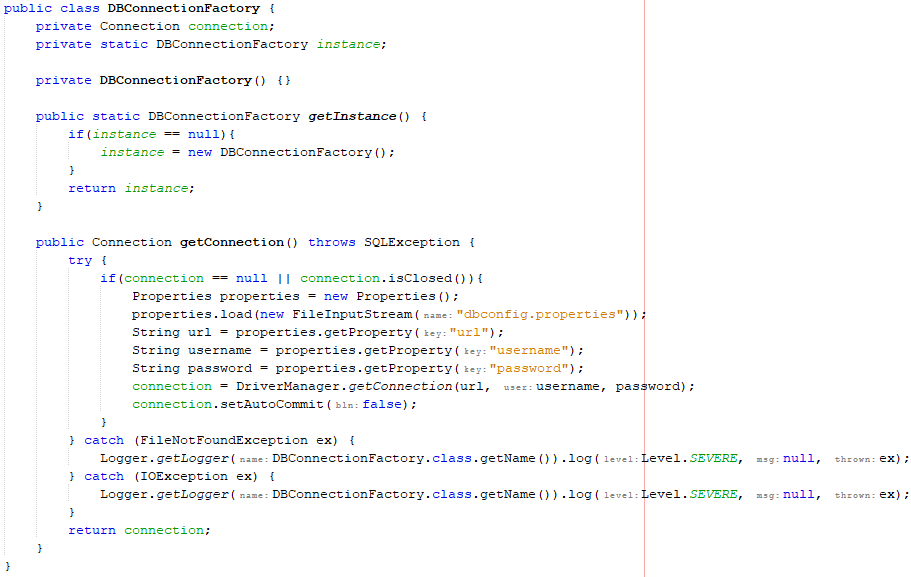 public class DBConnectionFactory {
    private Connection connection;
    private static DBConnectionFactory instance;

    private DBConnectionFactory() {}

    public static DBConnectionFactory getInstance() {
        if(instance == null){
            instance = new DBConnectionFactory();
        }
        return instance;
    }

    public Connection getConnection() throws SQLException {
        try {
            if(connection == null || connection.isClosed()){
                Properties properties = new Properties();
                properties.load(new FileInputStream(name: "dbconfig.properties"));
                String url = properties.getProperty(key: "url");
                String username = properties.getProperty(key: "username");
                String password = properties.getProperty(key: "password");
                connection = DriverManager.getConnection(url, user: username, password);
                connection.setAutoCommit(bln: false);
            }
        } catch (FileNotFoundException ex) {
            Logger.getLogger(name: DBConnectionFactory.class.getName()).log(level: Level.SEVERE, msg: null, thrown: ex);
        } catch (IOException ex) {
            Logger.getLogger(name: DBConnectionFactory.class.getName()).log(level: Level.SEVERE, msg: null, thrown: ex);
        }
        return connection;
    }
}